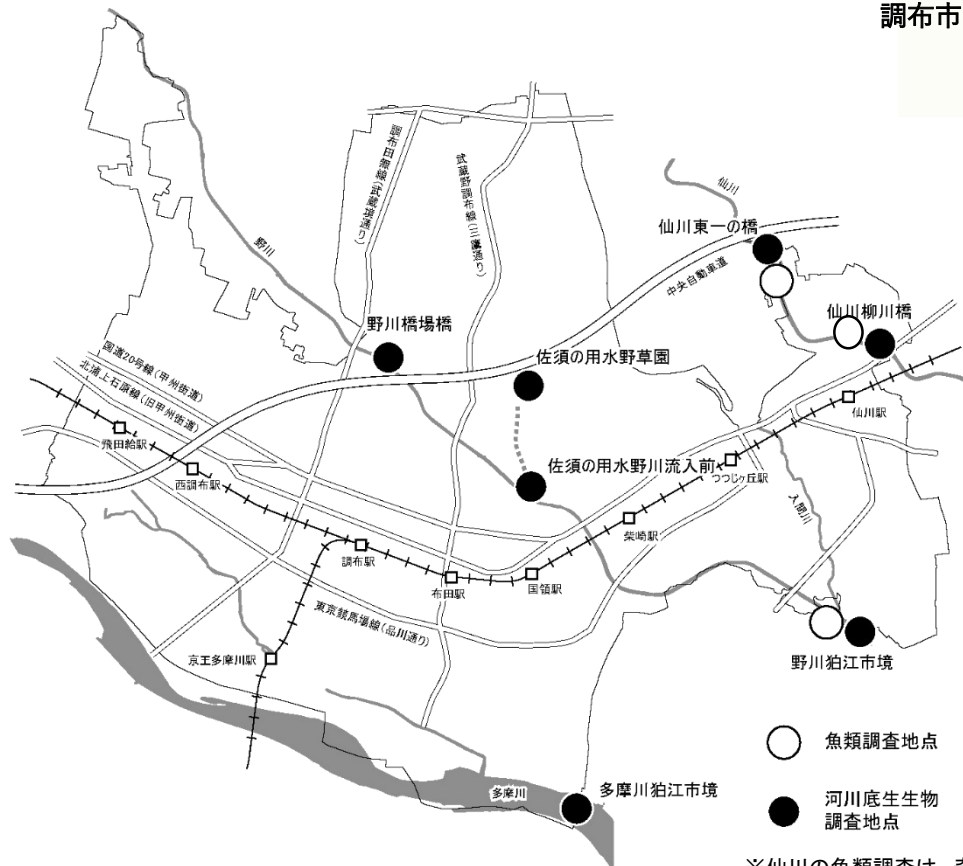 調布市
仙川
調布田無線(武蔵境通り)
武蔵野調布線(三鷹通り)
仙川東一の橋
野川
中央自動車道
仙川柳川橋
野川橋場橋
佐須の用水野草園
国道20号線(甲州街道)
北浦上石原線(旧甲州街道)
仙川駅
飛田給駅
佐須の用水野川流入前
つつじヶ丘駅
西調布駅
入間川
柴崎駅
調布駅
布田駅
国領駅
東京競馬場線(品川通り)
京王多摩川駅
野川狛江市境
魚類調査地点
多摩川
多摩川狛江市境
河川底生生物
調査地点
※仙川の魚類調査は、